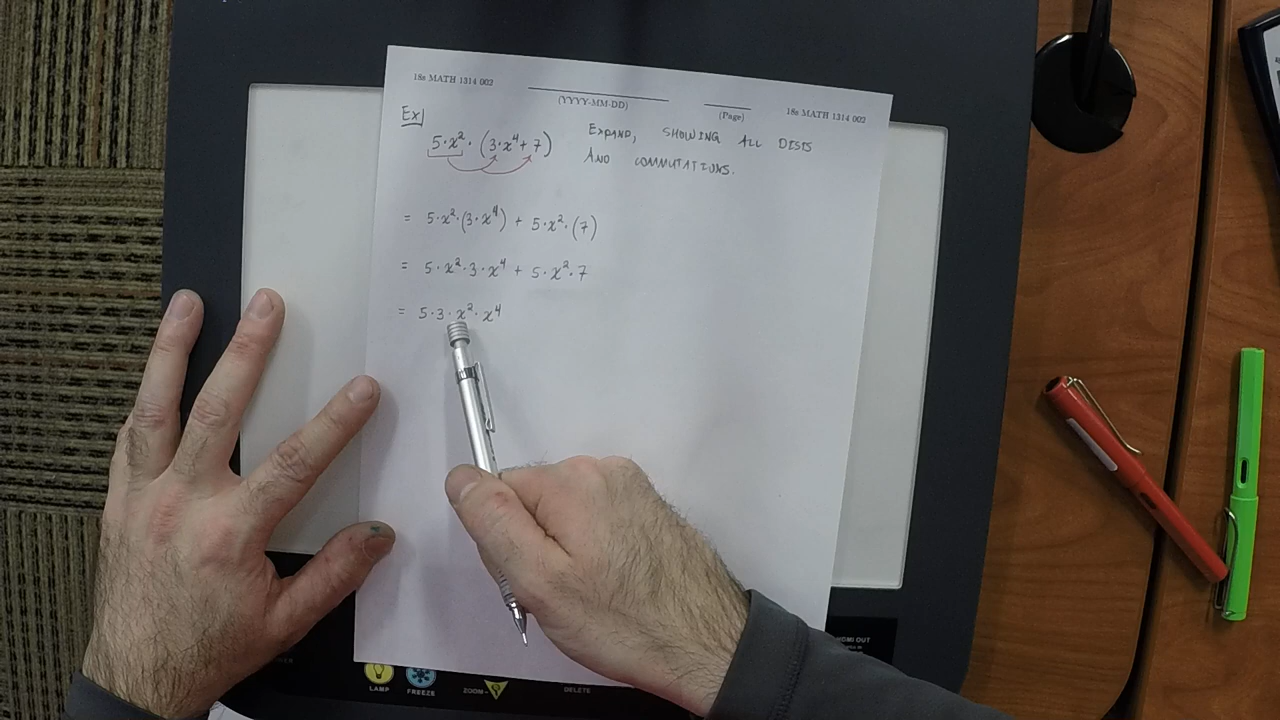 18s MATH 1314 002 (YYYY-MM-DD) (Page) 18s MATH 1314 002
Ex)
5·x²·(3·x⁴+7) EXPAND, SHOWING ALL DISTS
AND COMMUTATIONS.
= 5·x²·(3·x⁴) + 5·x²·(7)
= 5·x²·3·x⁴ + 5·x²·7
= 5·3·x²·x⁴
LAMP FREEZE ZOOM DELETE
HDMI OUT